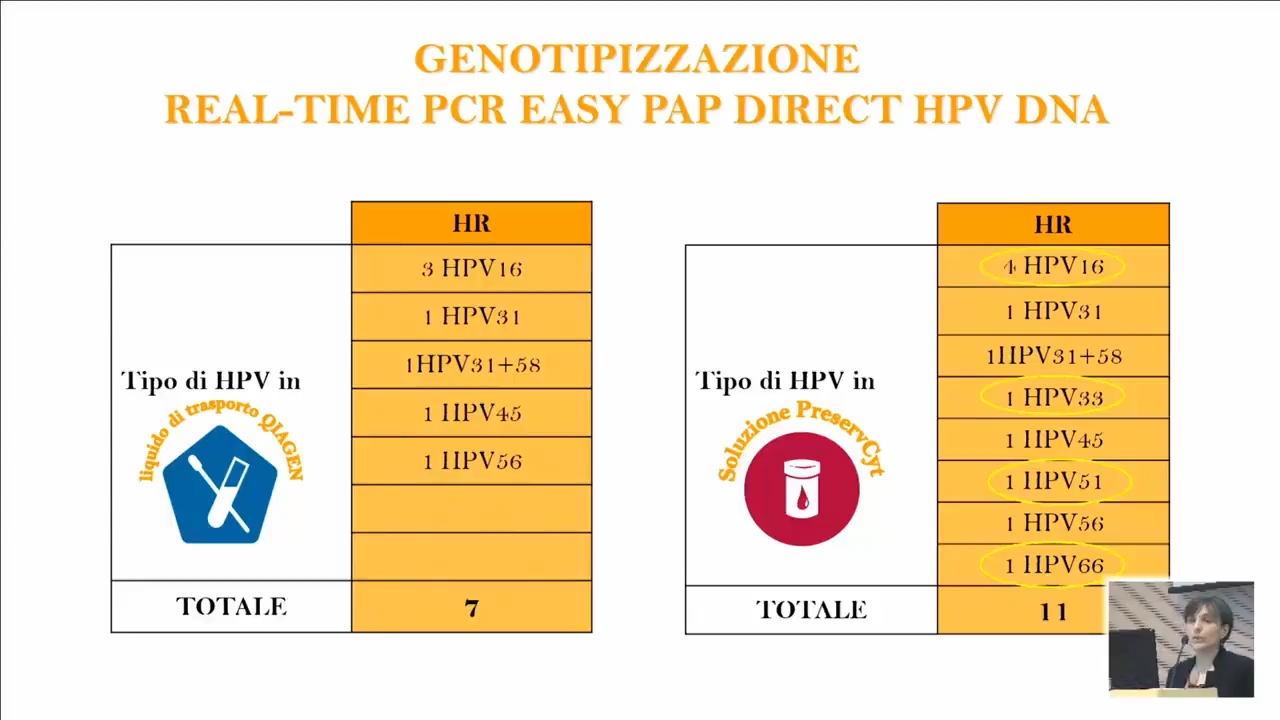 GENOTIPIZZAZIONE
REAL-TIME PCR EASY PAP DIRECT HPV DNA
HR
3 HPV16
1 HPV31
1HPV31+58
1 HPV45
1 HPV56
Tipo di HPV in
liquido di trasporto QIAGEN
TOTALE
7
HR
4 HPV16
1 HPV31
1HPV31+58
1 HPV33
1 HPV45
1 HPV51
1 HPV56
1 HPV66
Tipo di HPV in
Soluzione PreservCyt
TOTALE
11